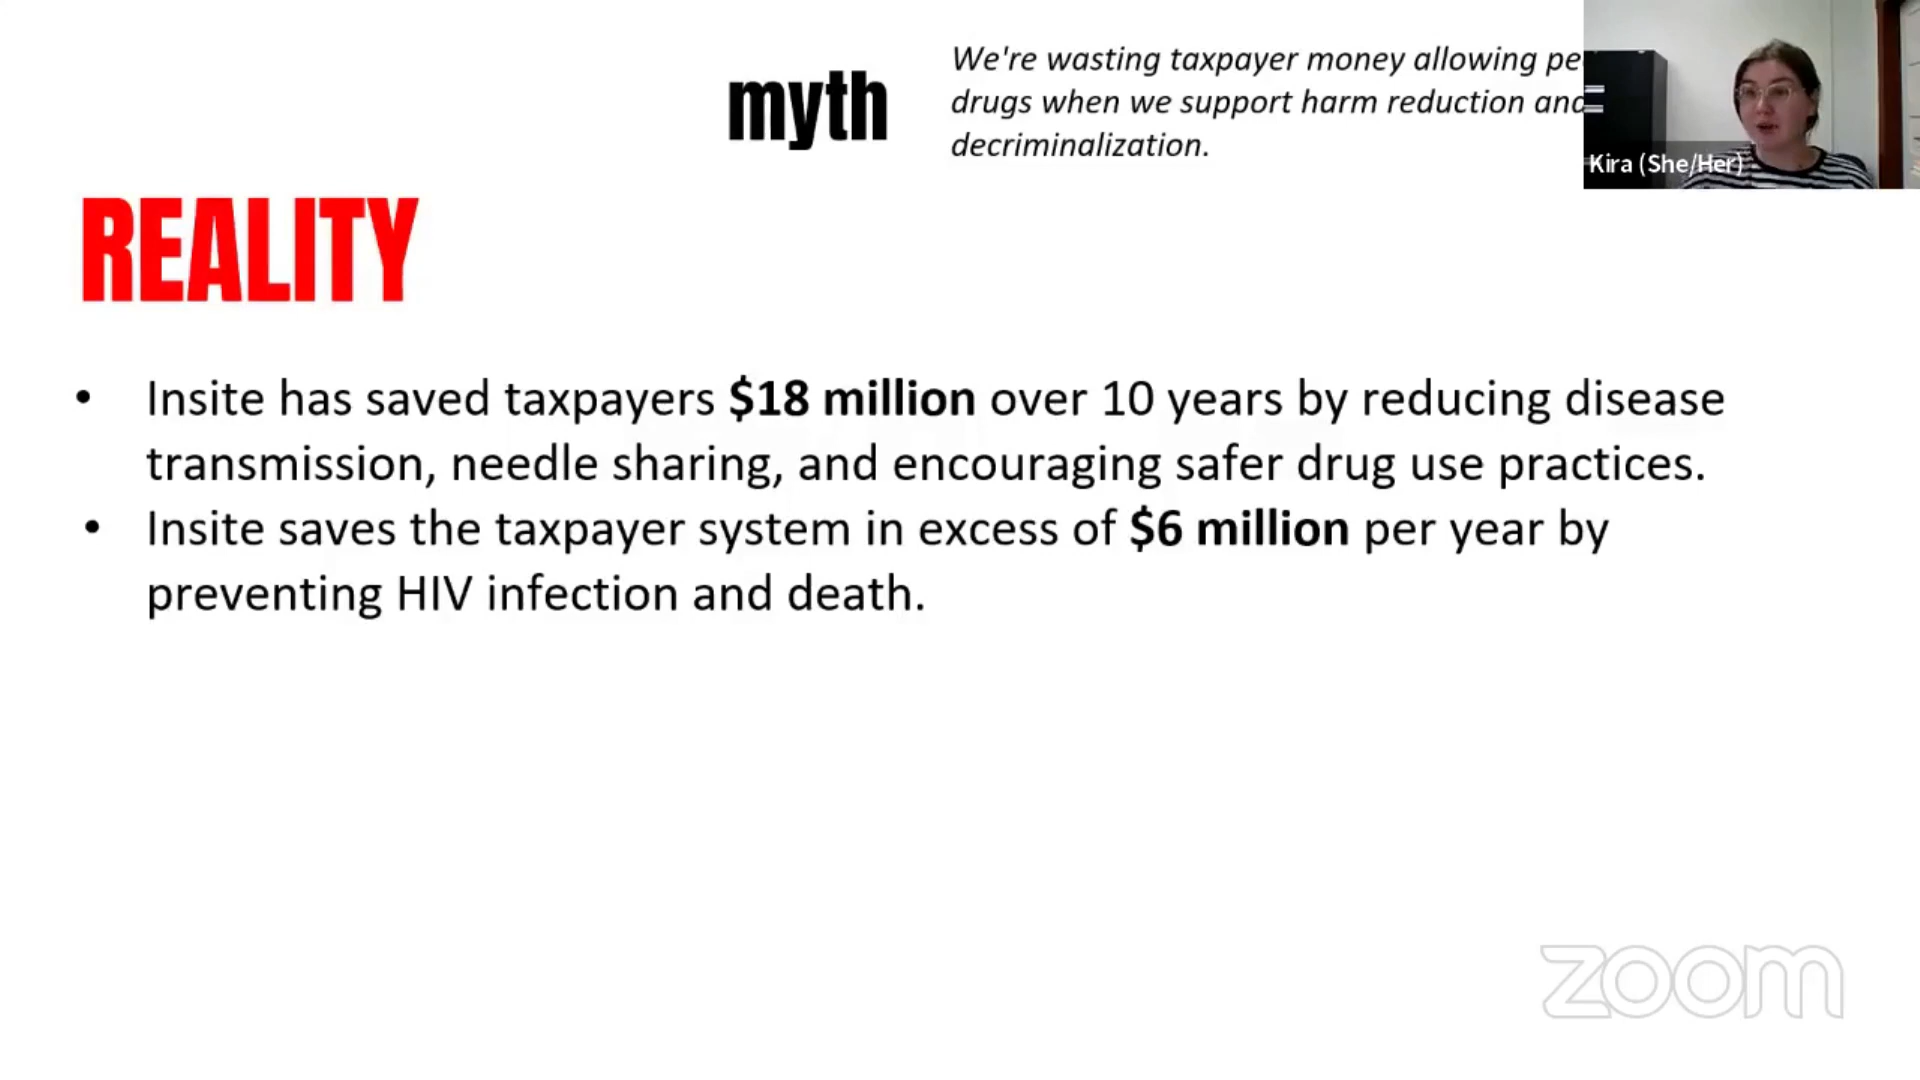 myth
We're wasting taxpayer money allowing
drugs when we support harm reduction and
decriminalization.
Kira (She/Her)
REALITY
• Insite has saved taxpayers $18 million over 10 years by reducing disease
transmission, needle sharing, and encouraging safer drug use practices.
• Insite saves the taxpayer system in excess of $6 million per year by
preventing HIV infection and death.
zoom